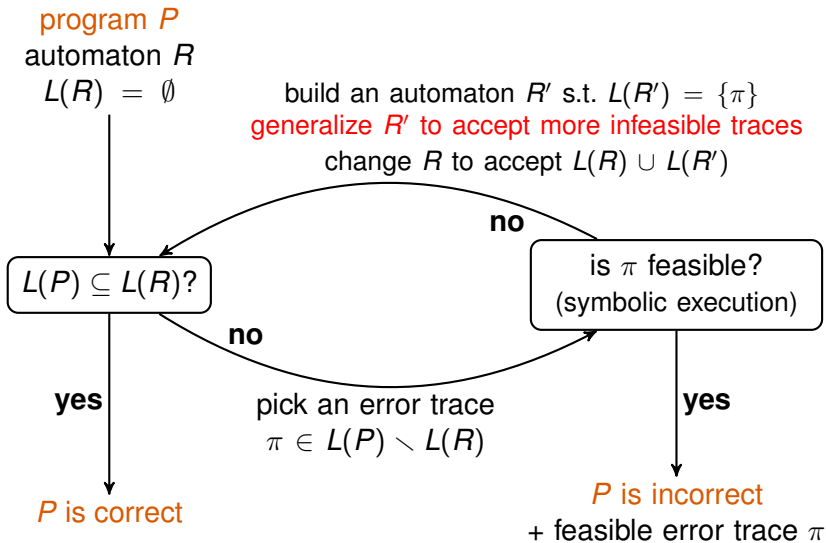 program P
automaton R
L(R) = ∅
build an automaton R′ s.t. L(R′) = {π}
generalize R′ to accept more infeasible traces
change R to accept L(R) ∪ L(R′)
no
L(P) ⊆ L(R)?
is π feasible?
(symbolic execution)
no
yes
pick an error trace
π ∈ L(P) ∖ L(R)
yes
P is correct
P is incorrect
+ feasible error trace π